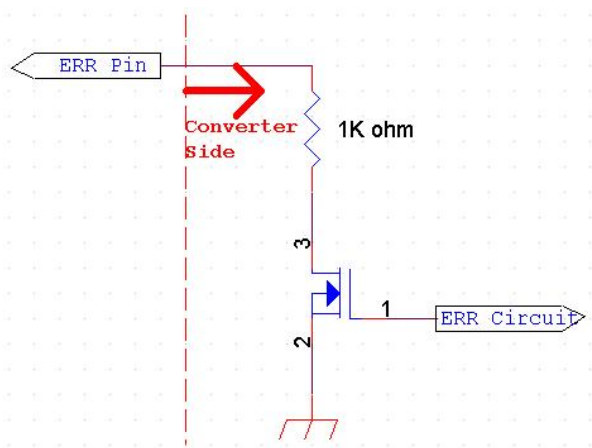 ERR Pin
Converter
Side
1K ohm
3
1
ERR Circuit
2